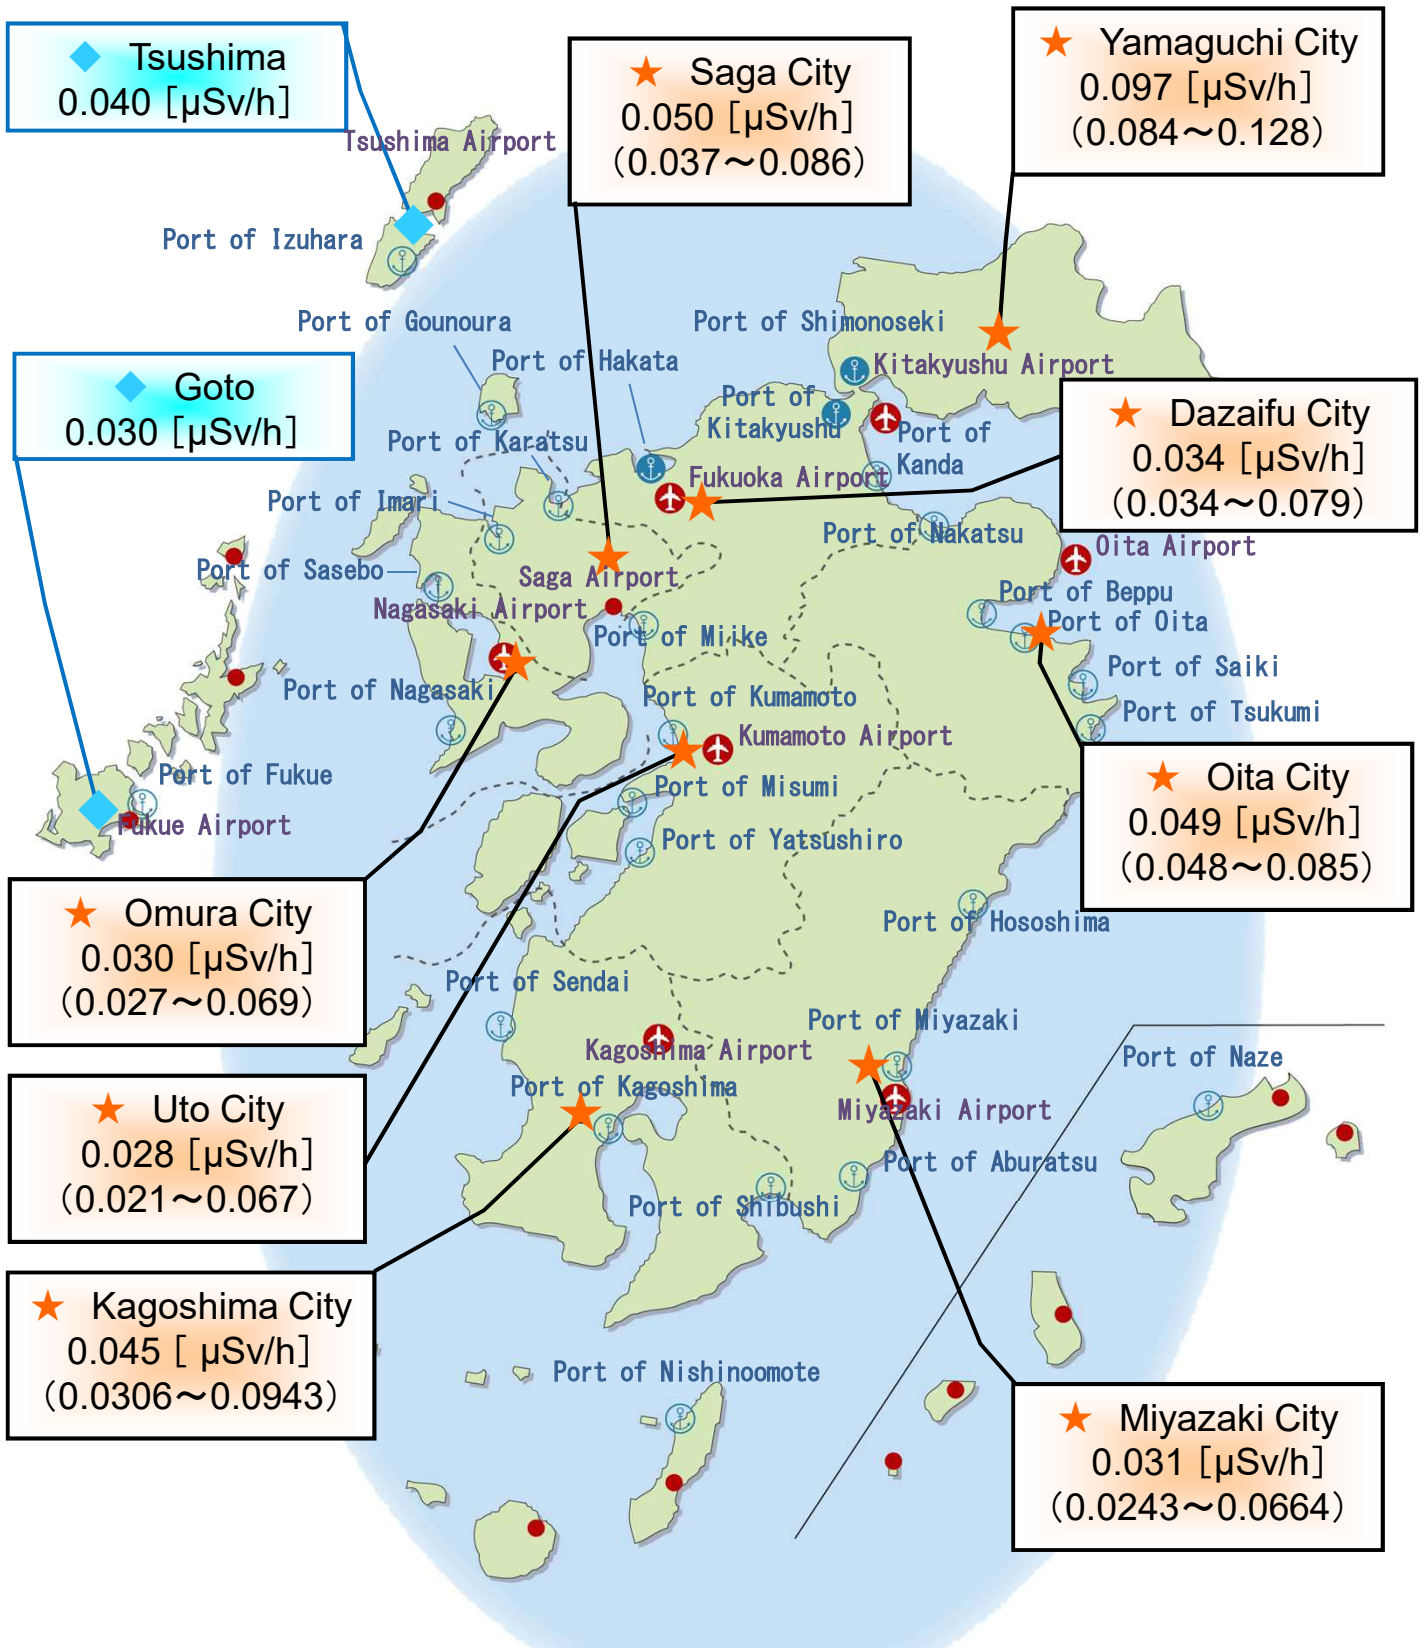 Tsushima
0.040 [μSv/h]
Saga City
0.050 [μSv/h]
(0.037～0.086)
Yamaguchi City
0.097 [μSv/h]
(0.084～0.128)
Tsushima Airport
Port of Izuhara
Port of Gounoura
Port of Shimonoseki
Port of Hakata
Kitakyushu Airport
Goto
0.030 [μSv/h]
Port of
Kitakyushu
Dazaifu City
0.034 [μSv/h]
(0.034～0.079)
Port of Karatsu
Port of
Kanda
Fukuoka Airport
Port of Imari
Port of Nakatsu
Oita Airport
Port of Sasebo
Saga Airport
Port of Beppu
Nagasaki Airport
Port of Oita
Port of Miike
Port of Saiki
Port of Nagasaki
Port of Kumamoto
Port of Tsukumi
Kumamoto Airport
Port of Fukue
Port of Misumi
Oita City
0.049 [μSv/h]
(0.048～0.085)
Fukue Airport
Port of Yatsushiro
Omura City
0.030 [μSv/h]
(0.027～0.069)
Port of Hososhima
Port of Sendai
Port of Miyazaki
Kagoshima Airport
Port of Naze
Port of Kagoshima
Miyazaki Airport
Uto City
0.028 [μSv/h]
(0.021～0.067)
Port of Aburatsu
Port of Shibushi
Kagoshima City
0.045 [ μSv/h]
(0.0306～0.0943)
Port of Nishinoomote
Miyazaki City
0.031 [μSv/h]
(0.0243～0.0664)